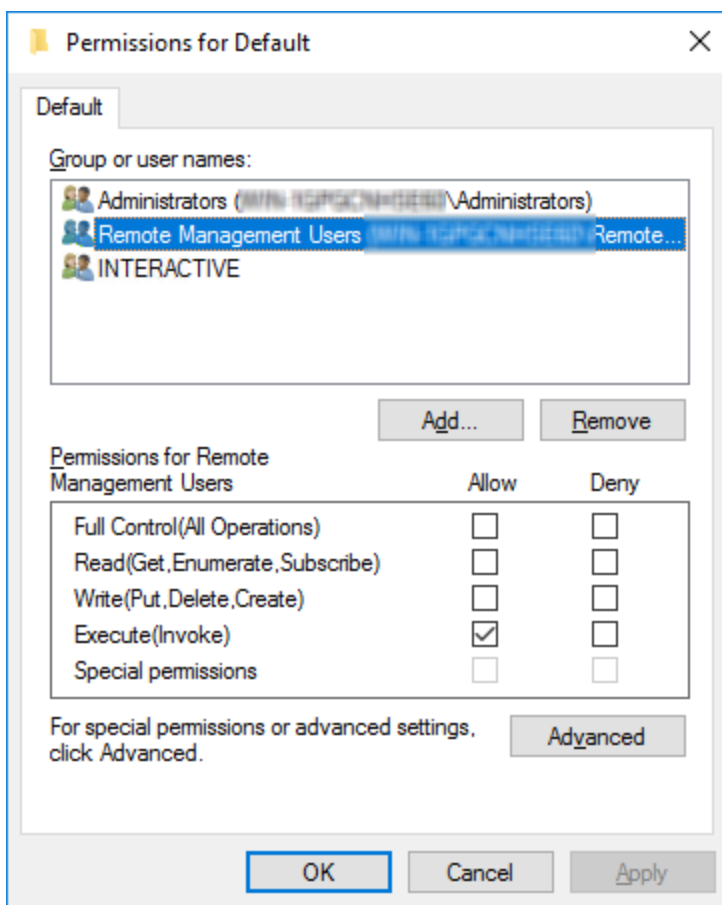 Permissions for Default
Default
Group or user names:
Administrators ( \Administrators)
Remote Management Users Remote...
INTERACTIVE
Add... Remove
Permissions for Remote
Management Users Allow Deny
Full Control(All Operations)
Read(Get,Enumerate,Subscribe)
Write(Put,Delete,Create)
Execute(Invoke)
Special permissions
For special permissions or advanced settings,
click Advanced.
Advanced
OK Cancel Apply